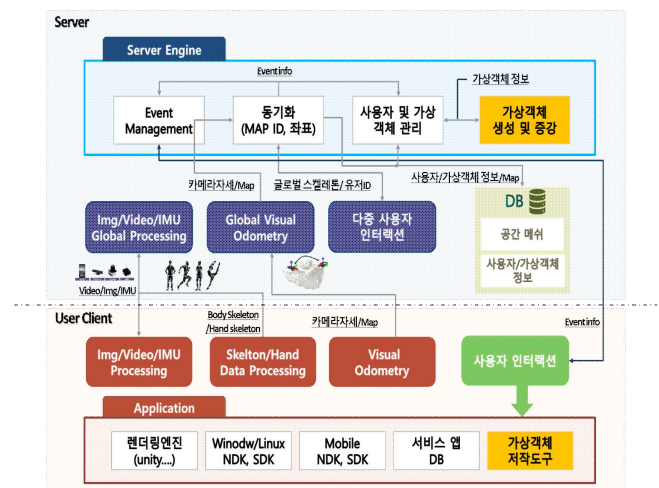 Server
Server Engine
Event info
가상객체 정보
Event
Management
동기화
(MAP ID, 좌표)
사용자 및 가상
객체 관리
가상객체
생성 및 증강
카메라자세/Map
글로벌 스켈레톤/ 유저ID
사용자/가상객체 정보/Map
Img/Video/IMU
Global Processing
Global Visual
Odometry
다중 사용자
인터랙션
DB
공간 메쉬
사용자/가상객체
정보
Video/Img/IMU
User Client
Body Skeleton
/Hand skeleton
카메라자세/Map
Event info
Img/Video/IMU
Processing
Skelton/Hand
Data Processing
Visual
Odometry
사용자 인터랙션
Application
렌더링엔진
(unity....)
Winodw/Linux
NDK, SDK
Mobile
NDK, SDK
서비스 앱
DB
가상객체
저작도구